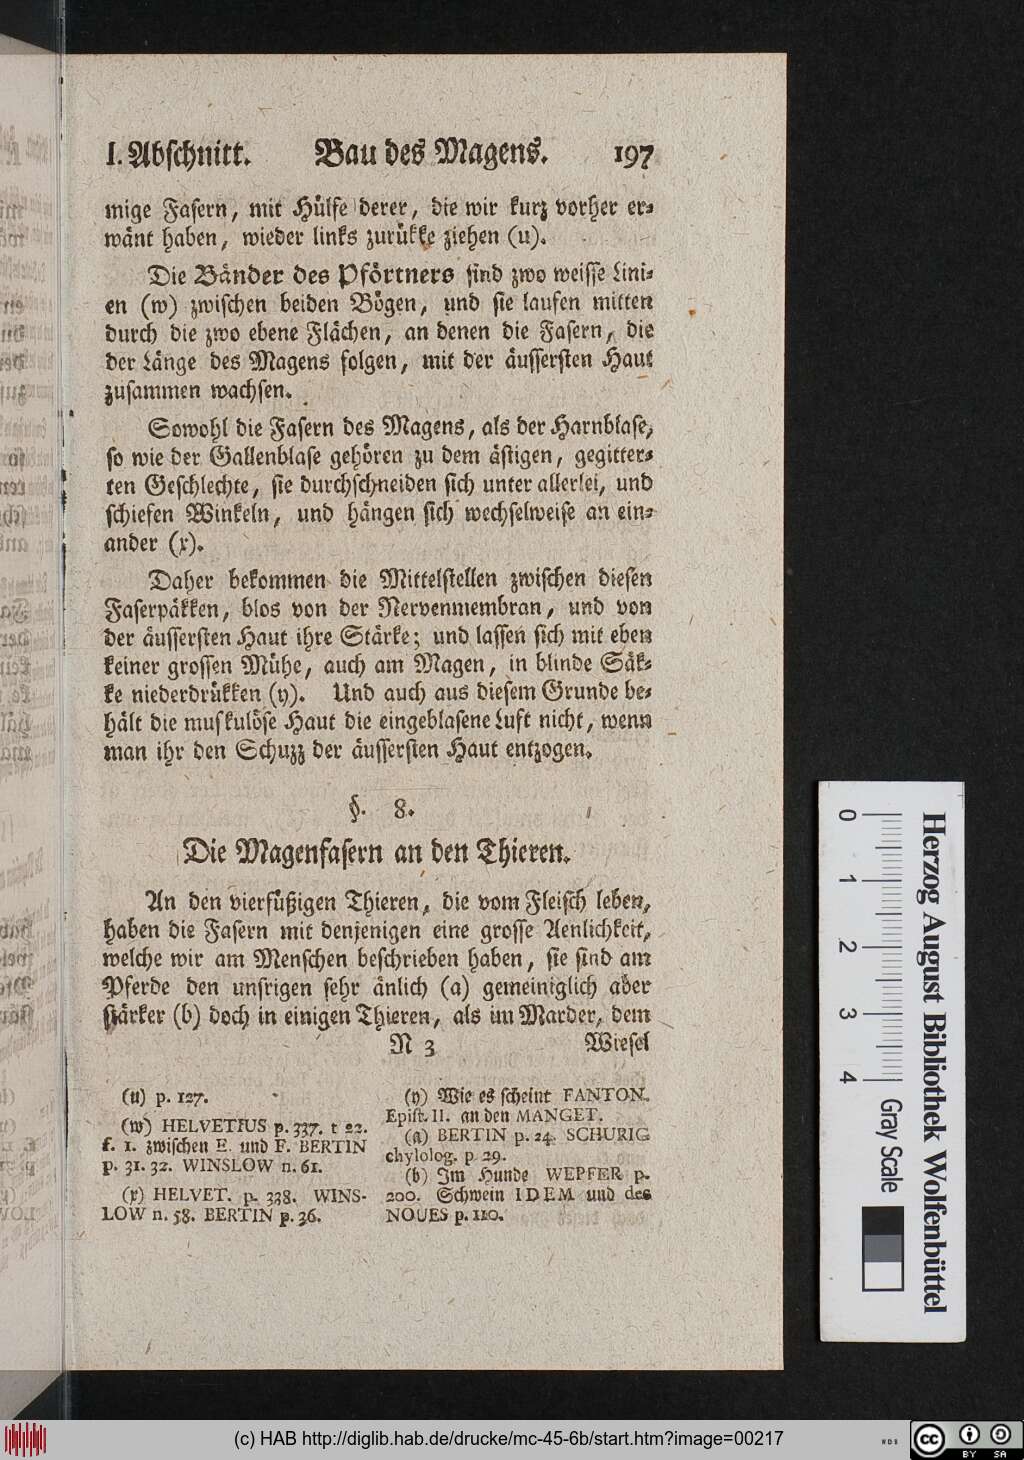 I. Abschnitt. Bau des Magens. 197
mige Fasern, mit Hülfe derer, die wir kurz vorher er-
wänt haben, wieder links zurükke ziehen (u).
Die Bänder des Pförtners sind zwo weisse Lini-
en (w) zwischen beiden Bögen, und sie laufen mitten
durch die zwo ebene Flächen, an denen die Fasern, die
der Länge des Magens folgen, mit der äussersten Haut
zusammen wachsen.
Sowohl die Fasern des Magens, als der Harnblase,
so wie der Gallenblase gehören zu dem ästigen, gegitter-
ten Geschlechte, sie durchschneiden sich unter allerlei, und
schiefen Winkeln, und hängen sich wechselweise an ein-
ander (x).
Daher bekommen die Mittelstellen zwischen diesen
Faserpäkken, blos von der Nervenmembran, und von
der äussersten Haut ihre Stärke; und lassen sich mit eben
keiner grossen Mühe, auch am Magen, in blinde Säk-
ke niederdrükken (y). Und auch aus diesem Grunde be-
hält die muskulöse Haut die eingeblasene Luft nicht, wenn
man ihr den Schuzz der äussersten Haut entzogen.
§. 8.
Die Magenfasern an den Thieren.
An den vierfüßigen Thieren, die vom Fleisch leben,
haben die Fasern mit denjenigen eine grosse Aenlichkeit,
welche wir am Menschen beschrieben haben, sie sind am
Pferde den unsrigen sehr änlich (a) gemeiniglich aber
stärker (b) doch in einigen Thieren, als im Marder, dem
N 3 Wiesel
(u) p. 127.
(w) HELVETIUS p. 337. t 22.
f. 1. zwischen E. und F. BERTIN
p. 31. 32. WINSLOW n. 61.
(x) HELVET. p. 338. WINS-
LOW n. 58. BERTIN p. 36.
(y) Wie es scheint FANTON.
Epist. II. an den MANGET.
(a) BERTIN p. 24. SCHURIG
chylolog. p. 29.
(b) Im Hunde WEPFER p.
200. Schwein IDEM und des
NOUES p. 110.
0 1 2 3 4
Gray Scale
Herzog August Bibliothek Wolfenbüttel
(c) HAB http://diglib.hab.de/drucke/mc-45-6b/start.htm?image=00217
cc BY SA